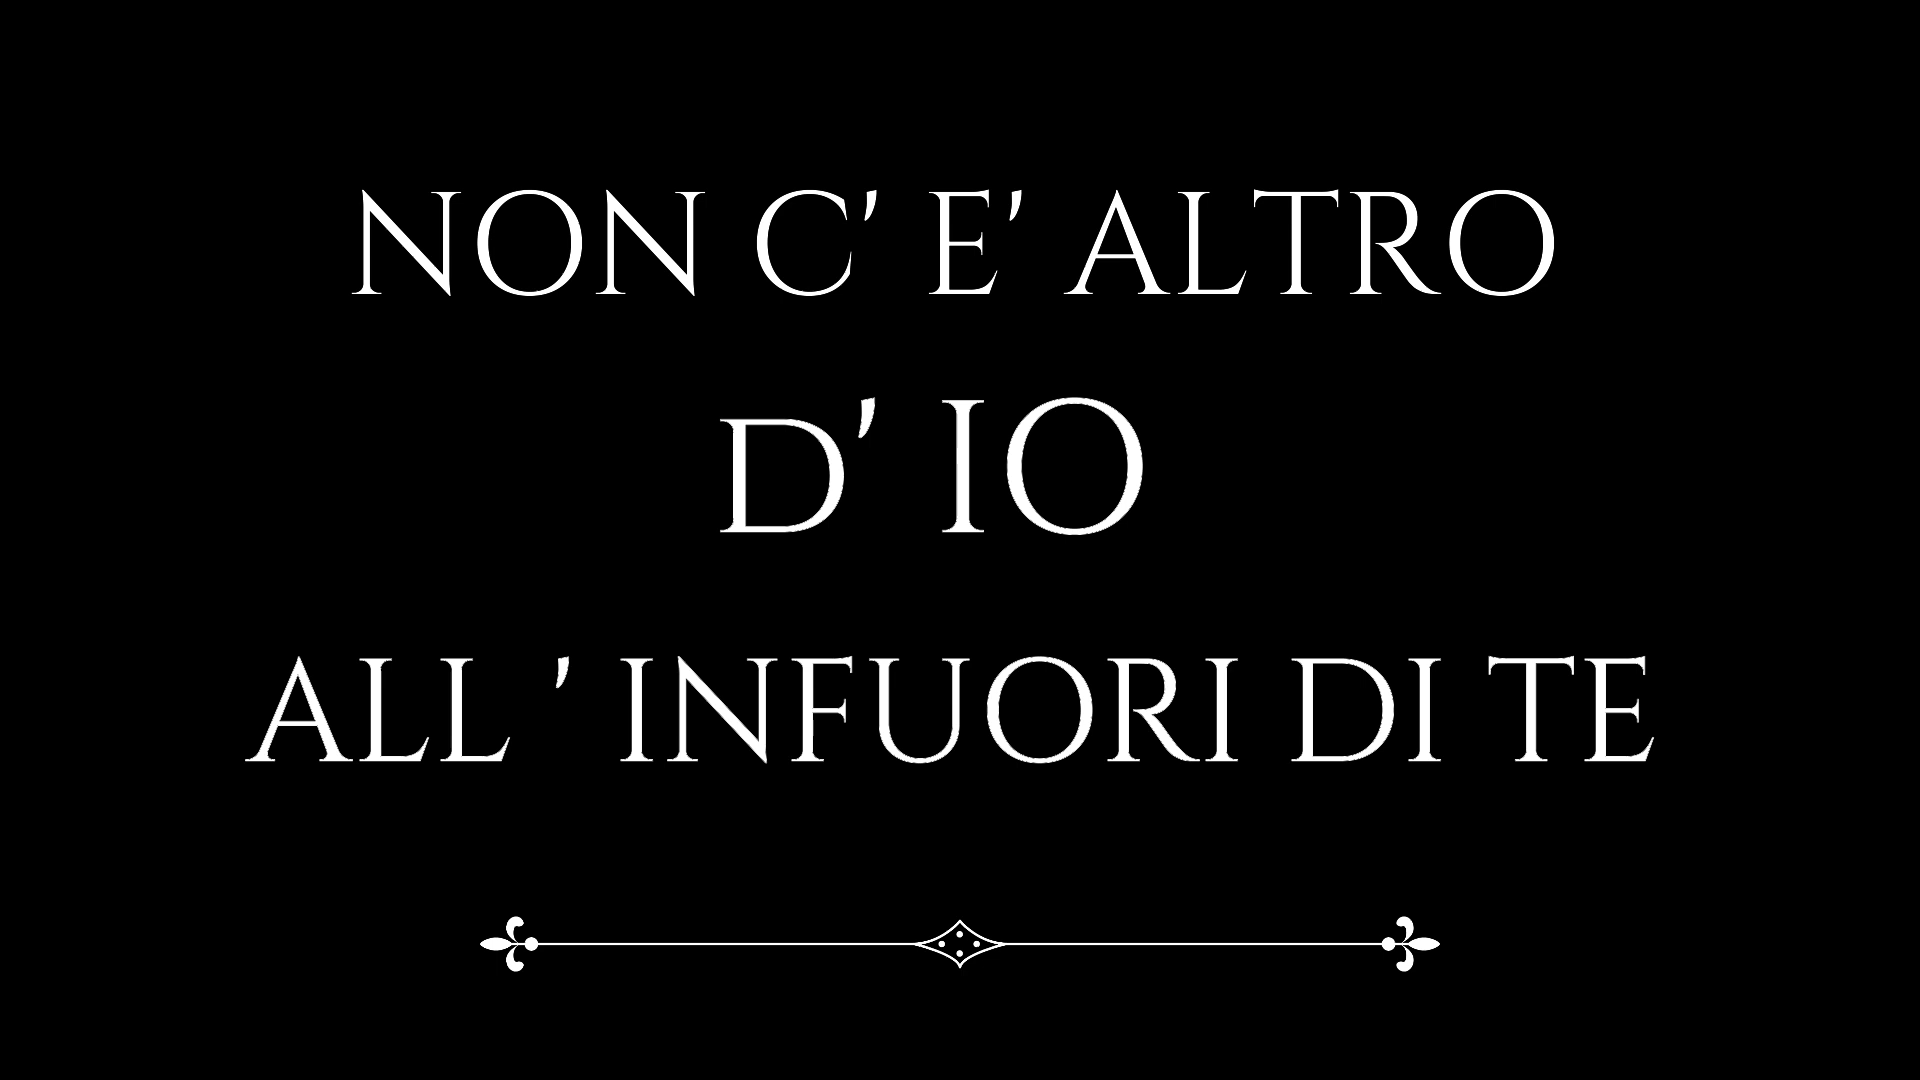 NON C' E' ALTRO
D' IO
ALL ' INFUORI DI TE